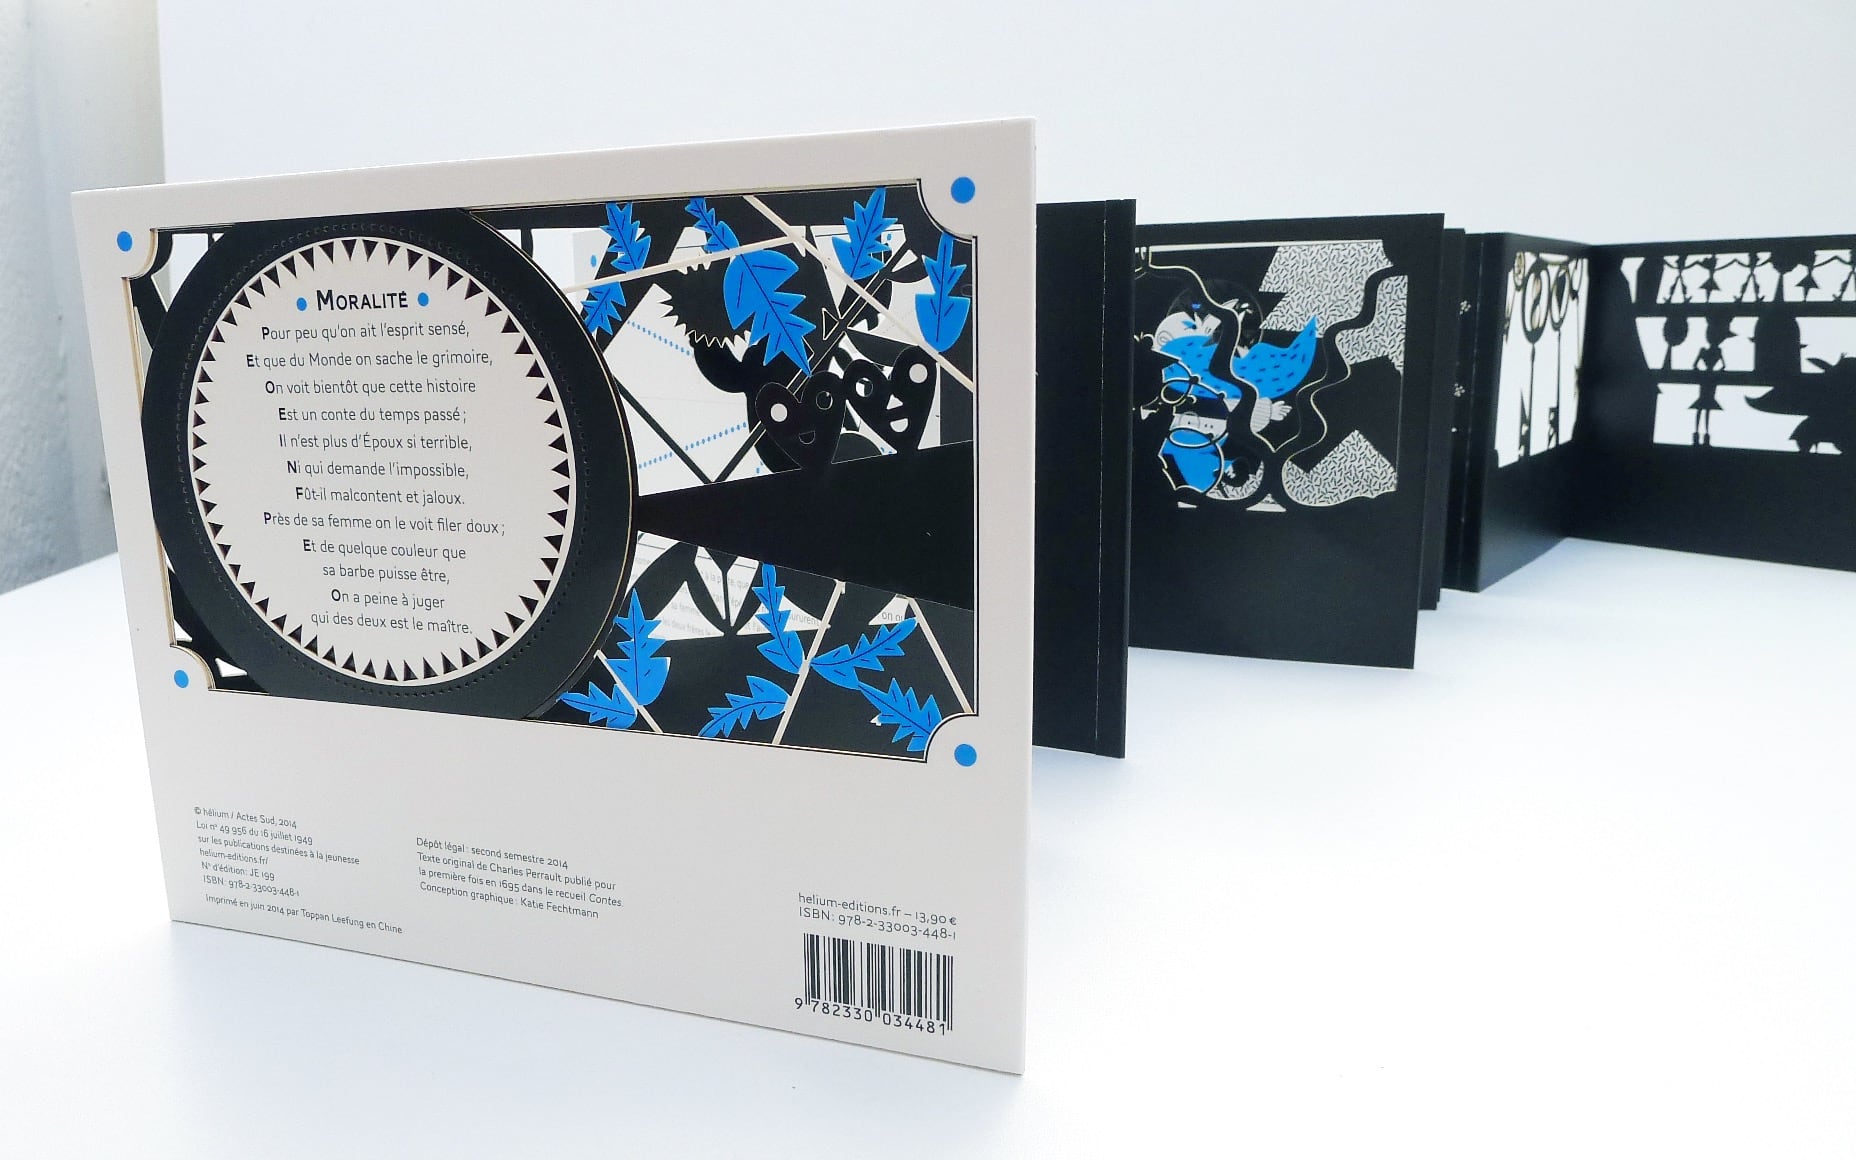 • MORALITÉ •
Pour peu qu'on ait l'esprit sensé,
Et que du Monde on sache le grimoire,
On voit bientôt que cette histoire
Est un conte du temps passé ;
Il n'est plus d'Époux si terrible,
Ni qui demande l'impossible,
Fût-il malcontent et jaloux.
Près de sa femme on le voit filer doux ;
Et de quelque couleur que
sa barbe puisse être,
On a peine à juger
qui des deux est le maître.
© hélium / Actes Sud, 2014
Loi n° 49 956 du 16 juillet 1949
sur les publications destinées à la jeunesse
helium-editions.fr/
N° d'édition : JE 199
ISBN : 978-2-33003-448-1
Imprimé en juin 2014 par Toppan Leefung en Chine
Dépôt légal : second semestre 2014
Texte original de Charles Perrault publié pour
la première fois en 1695 dans le recueil Contes.
Conception graphique : Katie Fechtmann
helium-editions.fr – 13,90 €
ISBN : 978-2-33003-448-1
9 782330 034481